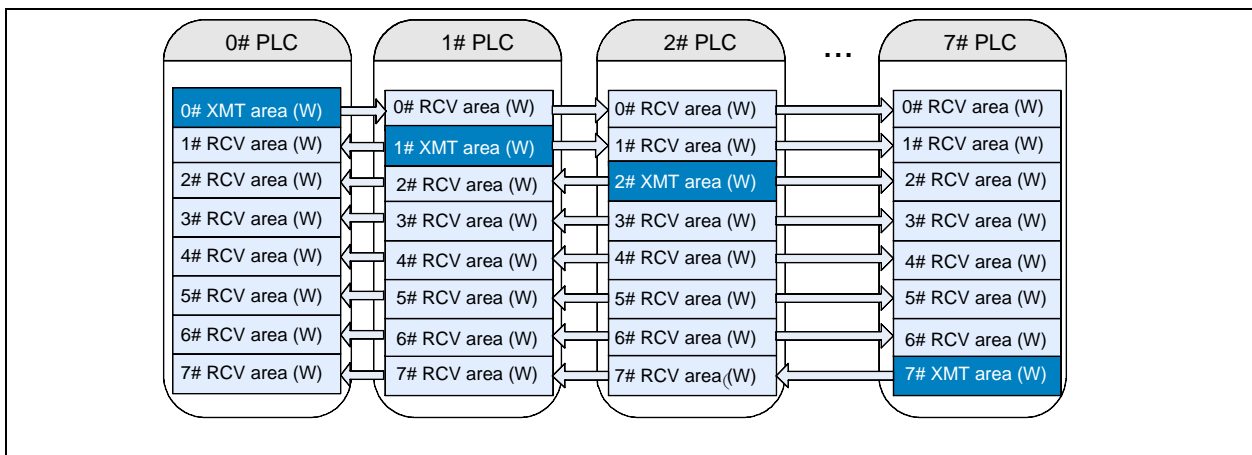 0# PLC
1# PLC
2# PLC
...
7# PLC
0# XMT area (W)
1# RCV area (W)
2# RCV area (W)
3# RCV area (W)
4# RCV area (W)
5# RCV area (W)
6# RCV area (W)
7# RCV area (W)
0# RCV area (W)
1# XMT area (W)
2# RCV area (W)
3# RCV area (W)
4# RCV area (W)
5# RCV area (W)
6# RCV area (W)
7# RCV area (W)
0# RCV area (W)
1# RCV area (W)
2# XMT area (W)
3# RCV area (W)
4# RCV area (W)
5# RCV area (W)
6# RCV area (W)
7# RCV area (W)
0# RCV area (W)
1# RCV area (W)
2# RCV area (W)
3# RCV area (W)
4# RCV area (W)
5# RCV area (W)
6# RCV area (W)
7# XMT area (W)